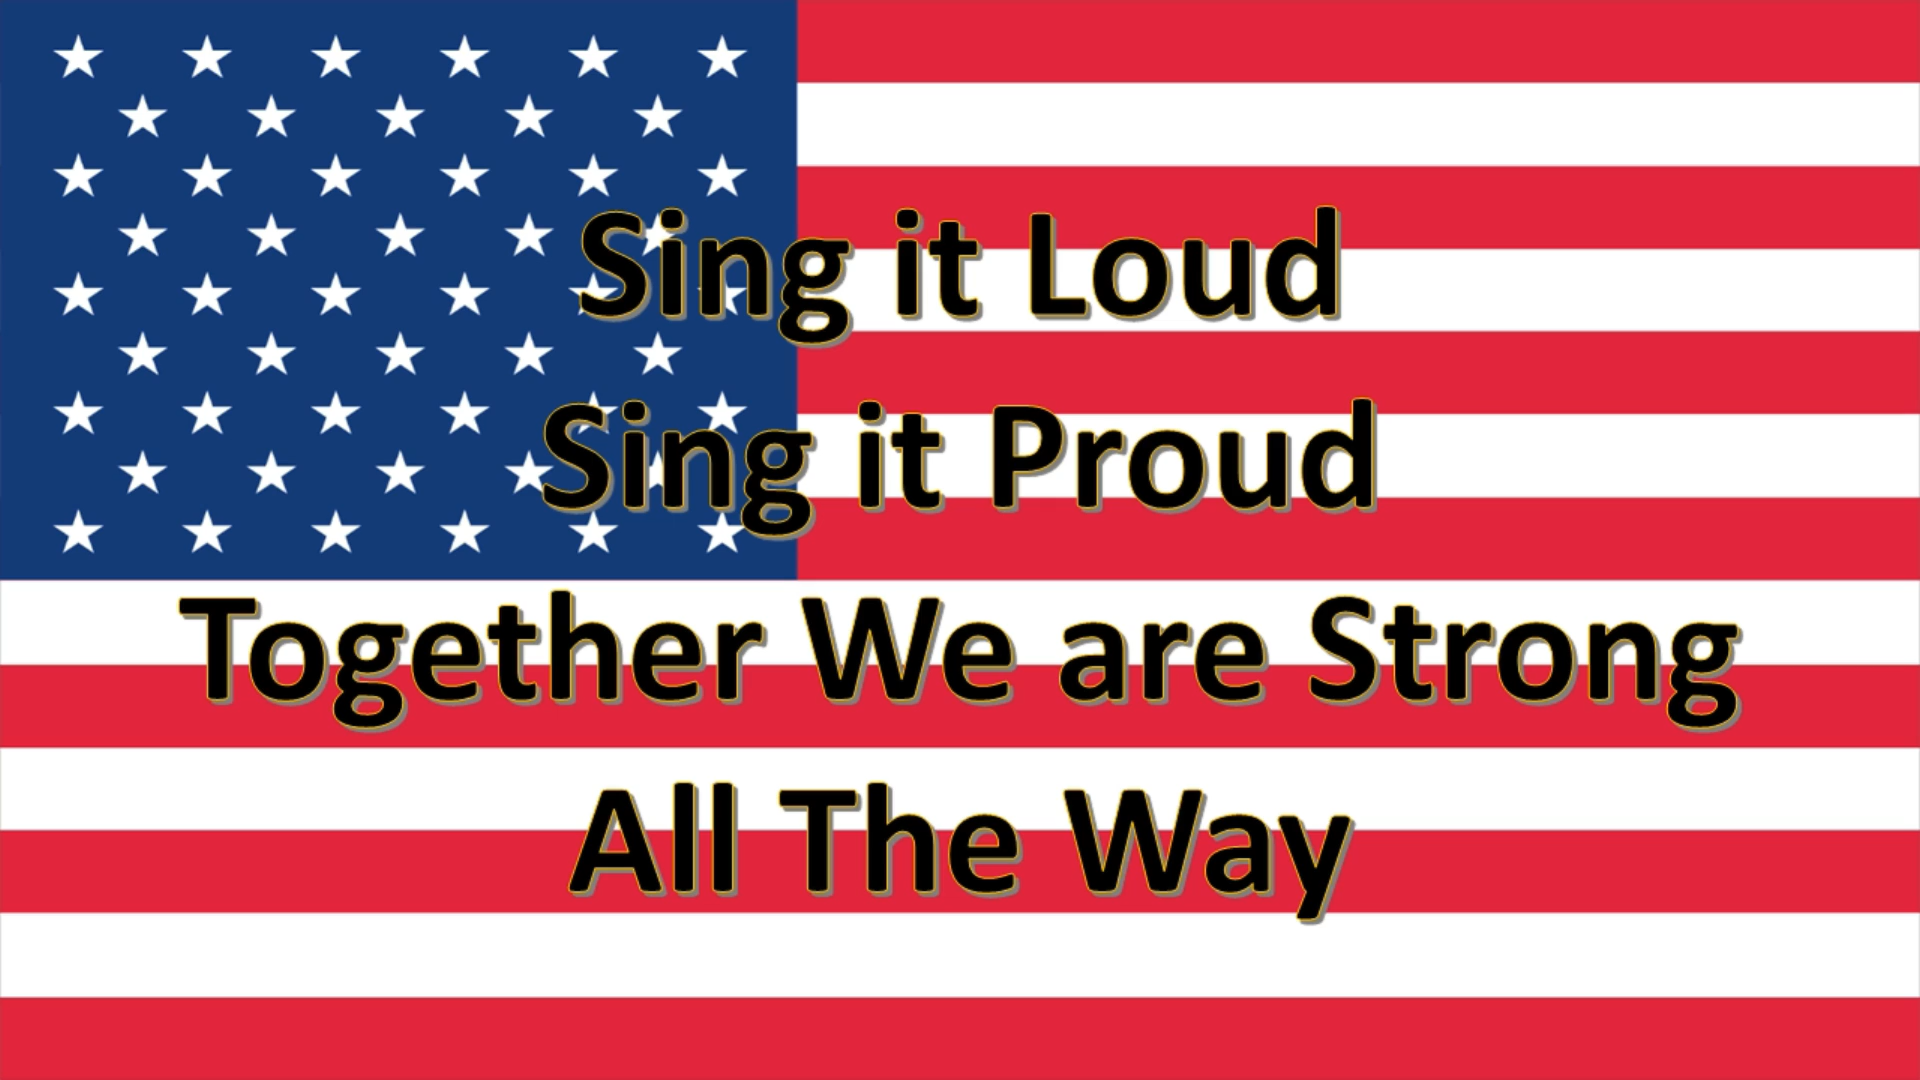 Sing it Loud
Sing it Proud
Together We are Strong
All The Way